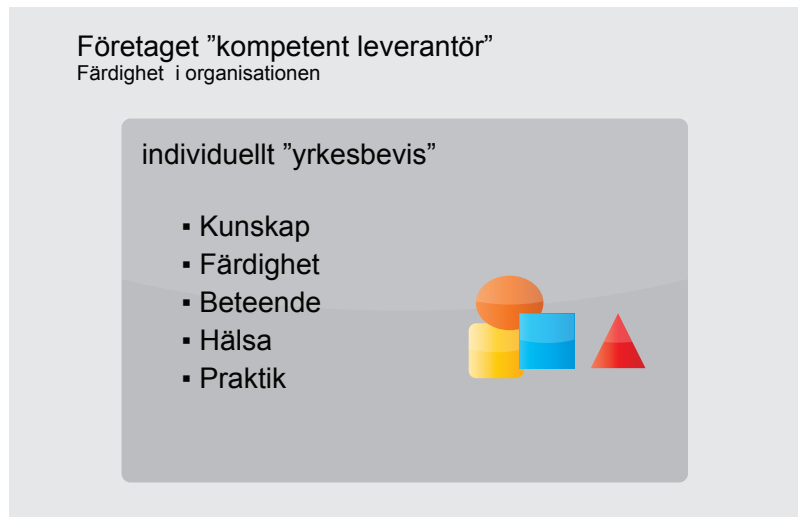 Företaget ”kompetent leverantör”
Färdighet i organisationen
individuellt ”yrkesbevis”
▪ Kunskap
▪ Färdighet
▪ Beteende
▪ Hälsa
▪ Praktik